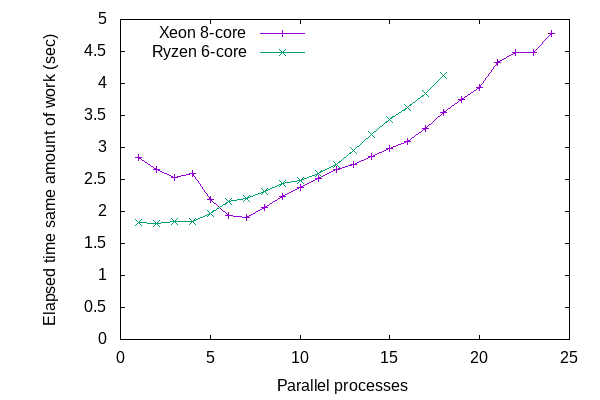 Xeon 8-core
Ryzen 6-core
5
4.5
4
3.5
3
2.5
2
1.5
1
0.5
0
Elapsed time same amount of work (sec)
0 5 10 15 20 25
Parallel processes